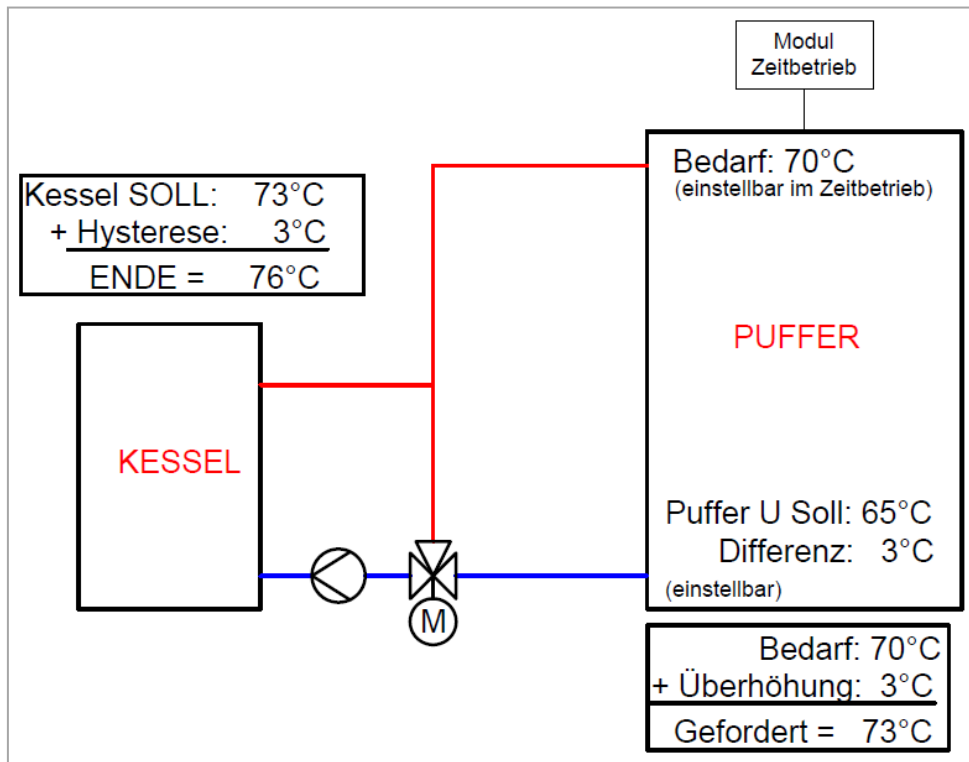 Modul
Zeitbetrieb
Bedarf: 70°C
(einstellbar im Zeitbetrieb)
Kessel SOLL: 73°C
+ Hysterese: 3°C
ENDE = 76°C
PUFFER
KESSEL
Puffer U Soll: 65°C
Differenz: 3°C
(einstellbar)
M
Bedarf: 70°C
+ Überhöhung: 3°C
Gefordert = 73°C